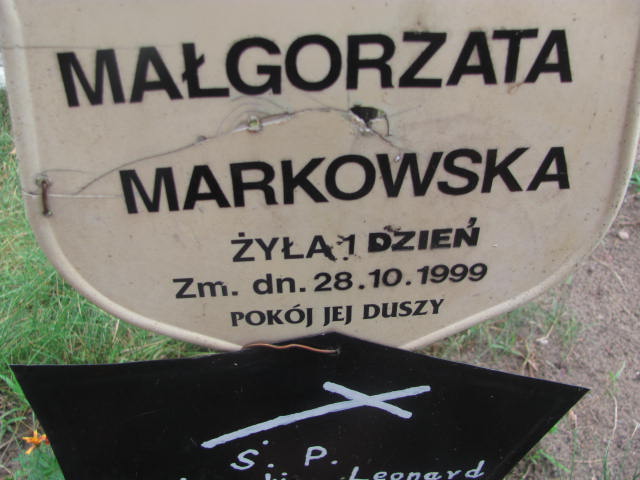 MAŁGORZATA
MARKOWSKA
ŻYŁA 1 DZIEŃ
Zm. dn. 28.10.1999
POKÓJ JEJ DUSZY
Ś. P.
Leonard